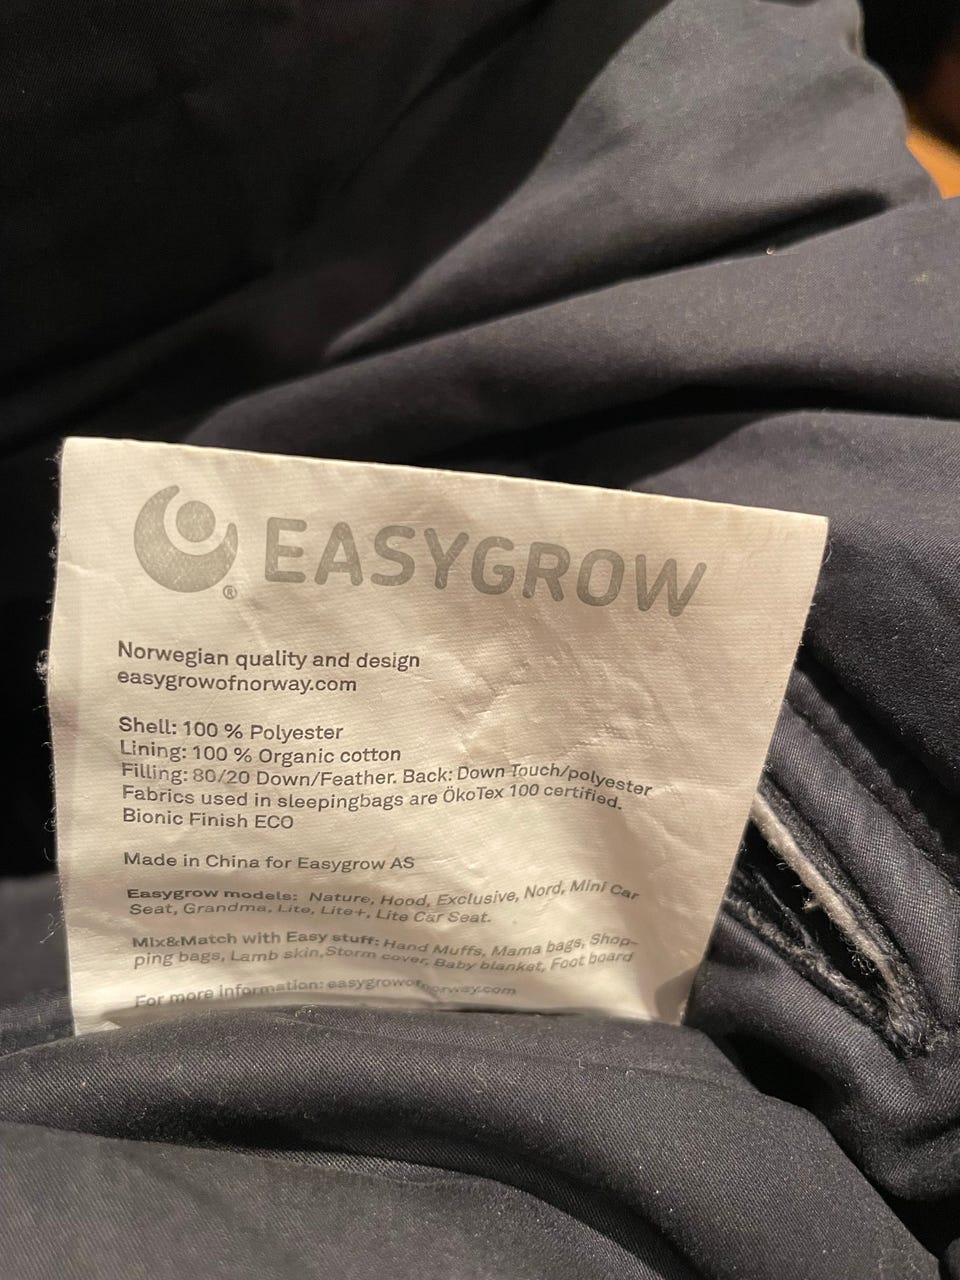 EASYGROW
®
Norwegian quality and design
easygrowofnorway.com
Shell: 100 % Polyester
Lining: 100 % Organic cotton
Filling: 80/20 Down/Feather. Back: Down Touch/polyester
Fabrics used in sleepingbags are ÖkoTex 100 certified.
Bionic Finish ECO
Made in China for Easygrow AS
Easygrow models: Nature, Hood, Exclusive, Nord, Mini Car
Seat, Grandma, Lite, Lite+, Lite Car Seat.
Mix&Match with Easy stuff: Hand Muffs, Mama bags, Shop-
ping bags, Lamb skin,Storm cover, Baby blanket, Foot board
For more information: easygrowofnorway.com